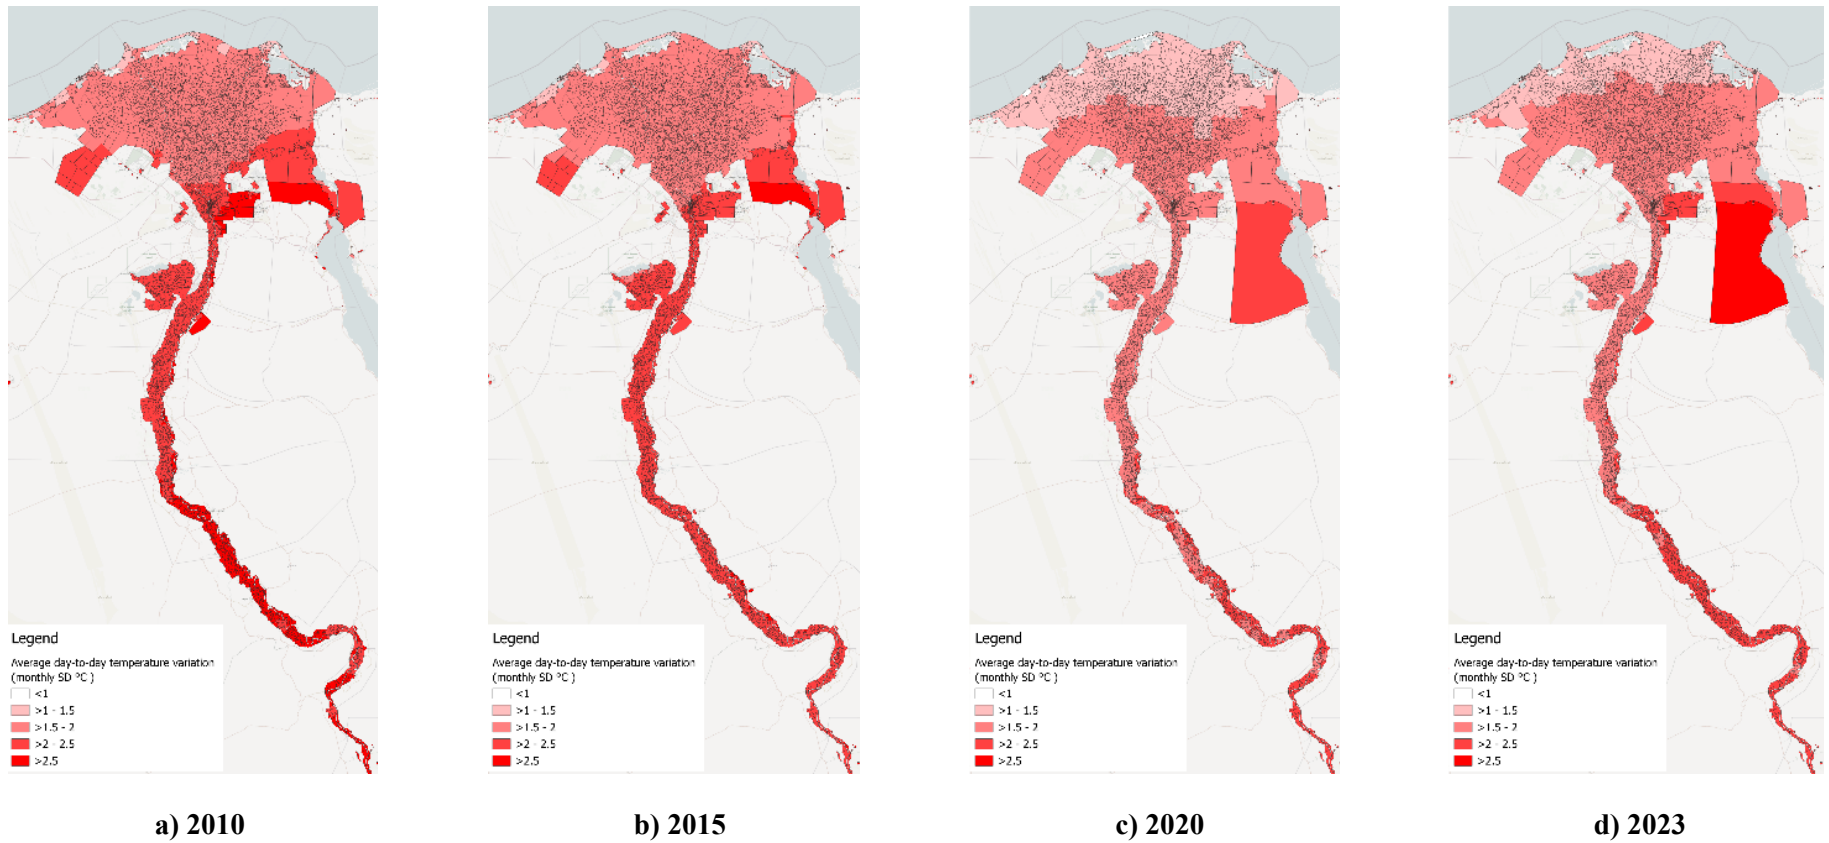 Legend
Average day-to-day temperature variation
(monthly SD °C )
<1
>1 - 1.5
>1.5 - 2
>2 - 2.5
>2.5
Legend
Average day-to-day temperature variation
(monthly SD °C )
<1
>1 - 1.5
>1.5 - 2
>2 - 2.5
>2.5
Legend
Average day-to-day temperature variation
(monthly SD °C )
<1
>1 - 1.5
>1.5 - 2
>2 - 2.5
>2.5
Legend
Average day-to-day temperature variation
(monthly SD °C )
<1
>1 - 1.5
>1.5 - 2
>2 - 2.5
>2.5
a) 2010
b) 2015
c) 2020
d) 2023